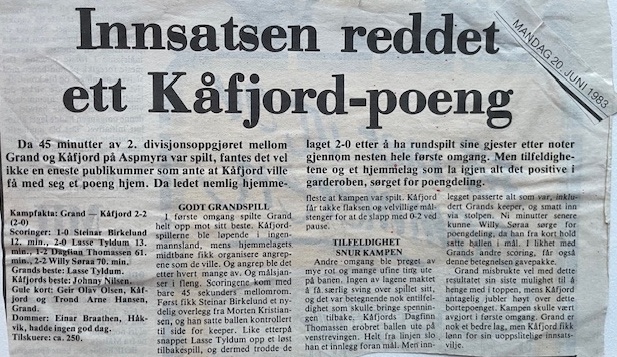 Innsatsen reddet
ett Kåfjord-poeng
MANDAG 20. JUNI 1983
Da 45 minutter av 2. divisjonsoppgjøret mellom
Grand og Kåfjord på Aspmyra var spilt, fantes det vel
ikke en eneste publikummer som ante at Kåfjord ville
få med seg et poeng hjem. Da ledet nemlig hjemme-
laget 2-0 etter å ha rundspilt sine gjester etter noter
gjennom nesten hele første omgang. Men tilfeldighe-
tene og et hjemmelag som la igjen alt det positive i
garderoben, sørget for poengdeling.
Kampfakta: Grand — Kåfjord 2-2
(2-0)
Scoringer: 1-0 Steinar Birkelund
12. min., 2-0 Lasse Tyldum 13.
min., 1-2 Dagfinn Thomassen 61.
min., 2-2 Willy Søraa 70. min.
Grands beste: Lasse Tyldum.
Kåfjords beste: Johnny Nilsen.
Gule kort: Geir Olav Olsen, Kåf-
jord og Trond Arne Hansen,
Grand.
Dommer: Einar Braathen, Håk-
vik, hadde ingen god dag.
Tilskuere: ca. 250.
GODT GRANDSPILL
I første omgang spilte Grand
helt opp mot sitt beste. Kåfjord-
spillerne ble løpende i ingen-
mannsland, mens hjemmelagets
midtbane fikk organisere angrep-
ene som de ville. Og angrep ble det
etter hvert mange av. Og målsjan-
ser i fleng. Scoringene kom med
bare 45 sekunders mellomrom.
Først fikk Steinar Birkelund et ny-
delig overlegg fra Morten Kristian-
sen, og han satte ballen kontrollert
til side for keeper. Like etterpå
snappet Lasse Tyldum opp et løst
tilbakespill, og dermed trodde de
fleste at kampen var spilt. Kåfjord
får takke flaksen og velvillige mål-
stenger for at de slapp med 0-2 ved
pause.
TILFELDIGHET
SNUR KAMPEN
Andre omgang ble preget av
mye rot og mange ufine ting ute
på banen. Ingen av lagene maktet
å få særlig sving over spillet sitt,
og det var betegnende nok entilfel-
dighet som skulle bringe spennin-
gen tilbake. Kåfjords Dagfinn
Thomassen erobret ballen ute på
venstrevingen. Helt fra linjen slo
han et innlegg foran mål. Men inn-
legget passerte alt som var, inklu-
dert Grands keeper, og smatt inn
via stolpen. Ni minutter senere
kunne Willy Søraa sørge for
poengdeling, da han fra kort hold
satte ballen i mål. I likhet med
Grands andre scoring, får også
denne betegnelsen gavepakke.
Grand misbrukte vel med dette
resultatet sin siste mulighet til å
henge med i toppen, mens Kåfjord
antagelig jubler høyt over dette
bortepoenget. Kampen skulle vært
avgjort i første omgang. Grand er
nok et bedre lag, men Kåfjord fikk
lønn for sin uoppslitelige innsats-
vilje.